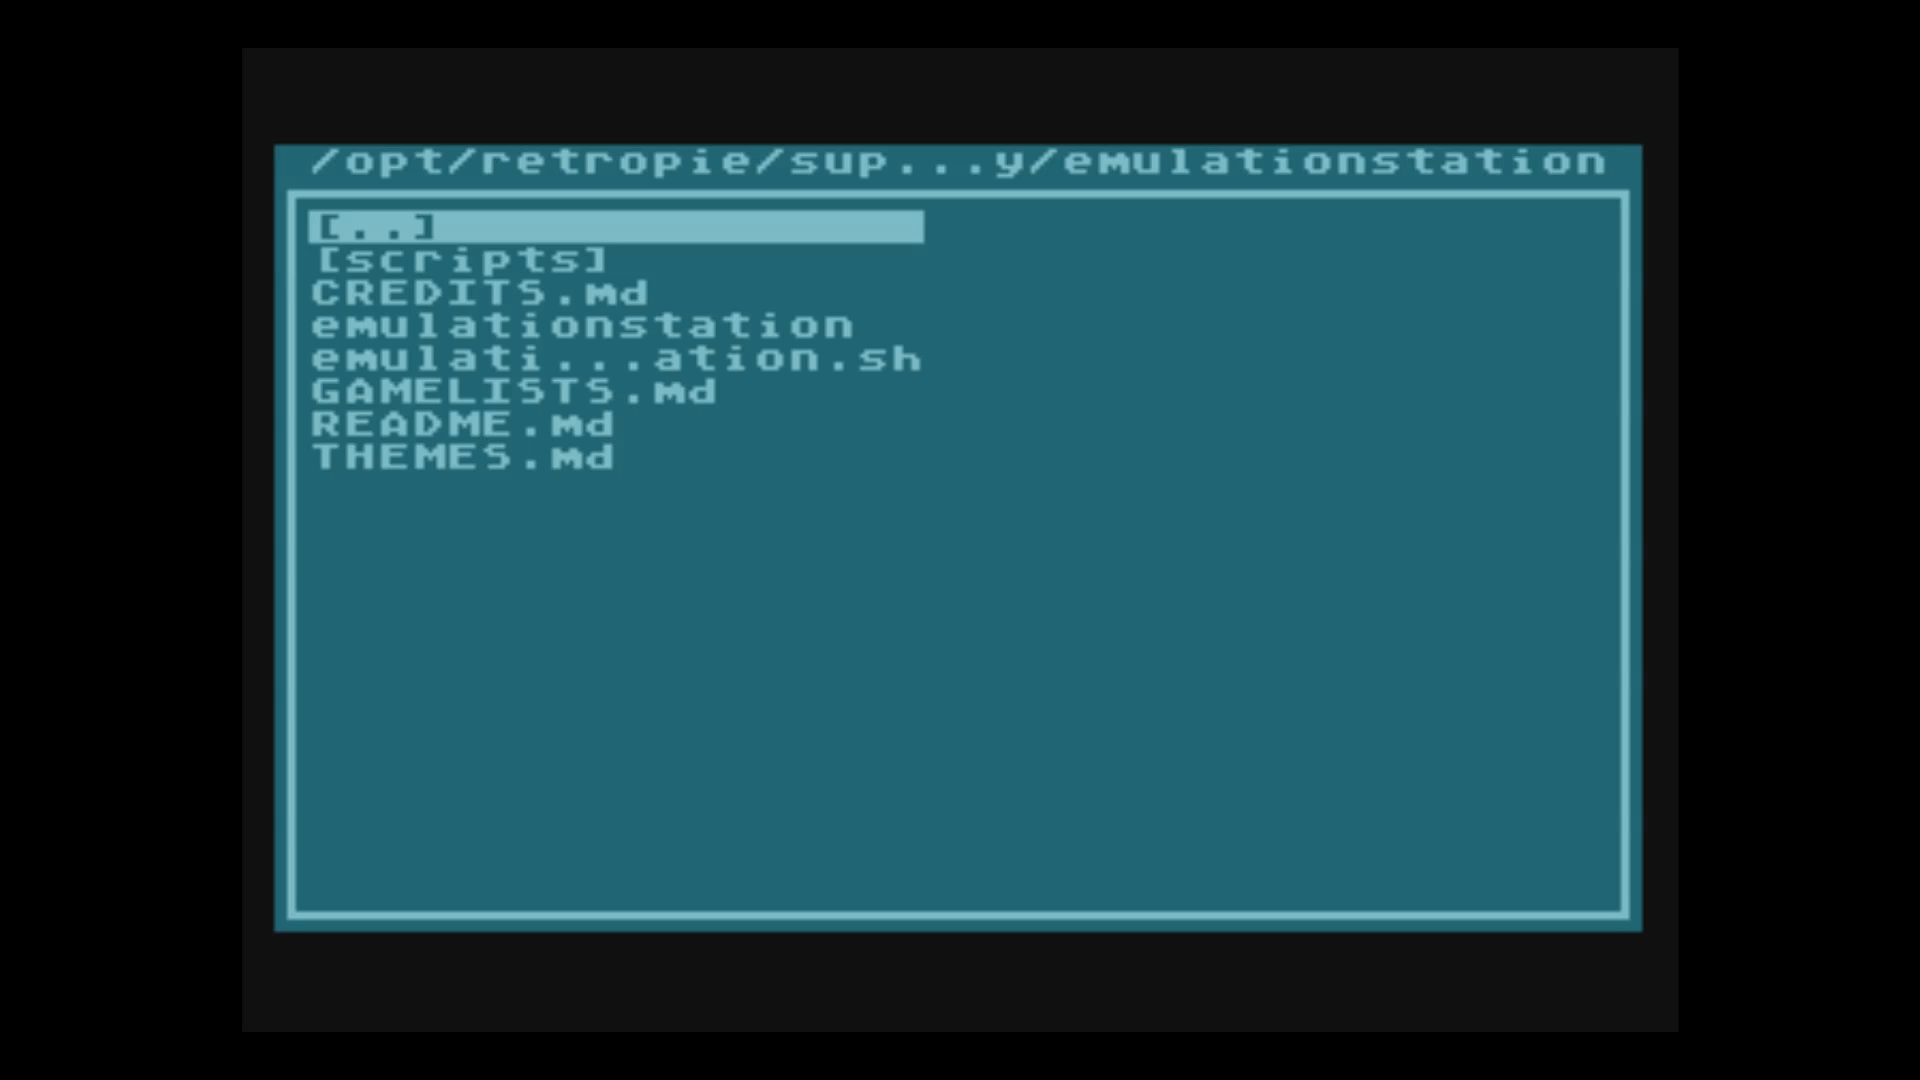 /opt/retropie/sup...y/emulationstation
[..]
[scripts]
CREDITS.md
emulationstation
emulati...ation.sh
GAMELISTS.md
README.md
THEMES.md